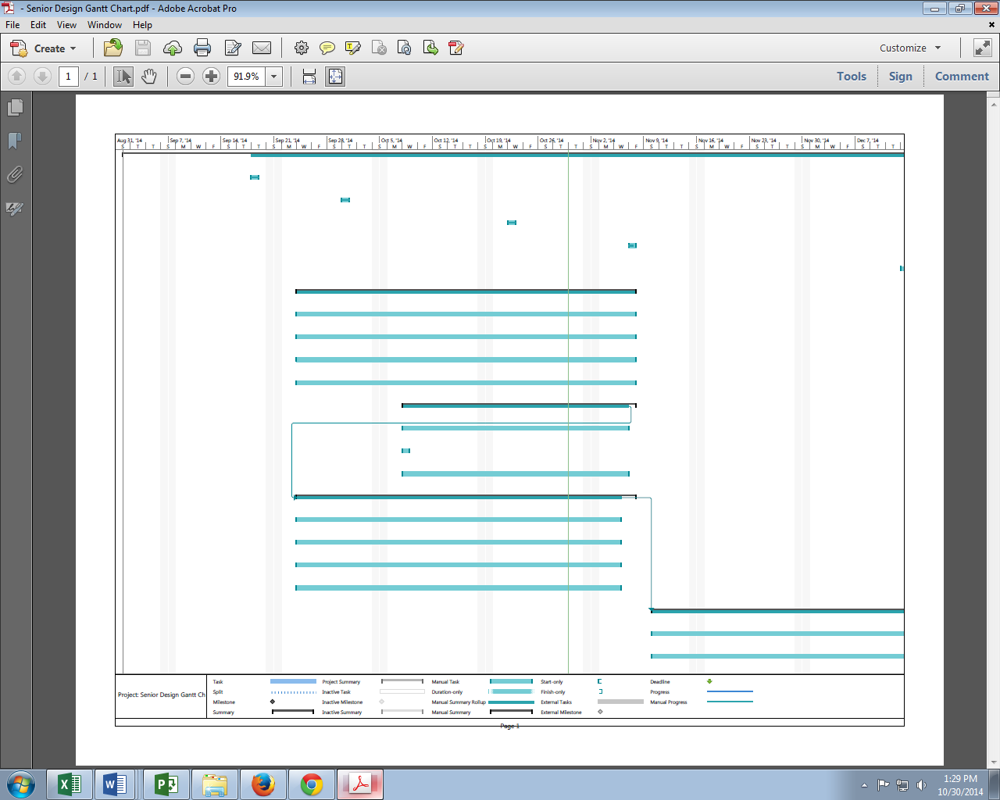 - Senior Design Gantt Chart.pdf - Adobe Acrobat Pro
File Edit View Window Help
Create Customize
1 / 1 91.9% Tools Sign Comment
Aug 31, '14 Sep 7, '14 Sep 14, '14 Sep 21, '14 Sep 28, '14 Oct 5, '14 Oct 12, '14 Oct 19, '14 Oct 26, '14 Nov 2, '14 Nov 9, '14 Nov 16, '14 Nov 23, '14 Nov 30, '14 Dec 7, '14
S T T S M W F S T T S M W F S T T S M W F S T T S M W F S T T S M W F S T T S M W F S T T
Task Project Summary Manual Task Start-only Deadline
Project: Senior Design Gantt Ch Split Inactive Task Duration-only Finish-only Progress
Milestone Inactive Milestone Manual Summary Rollup External Tasks Manual Progress
Summary Inactive Summary Manual Summary External Milestone
Page 1
1:29 PM
10/30/2014